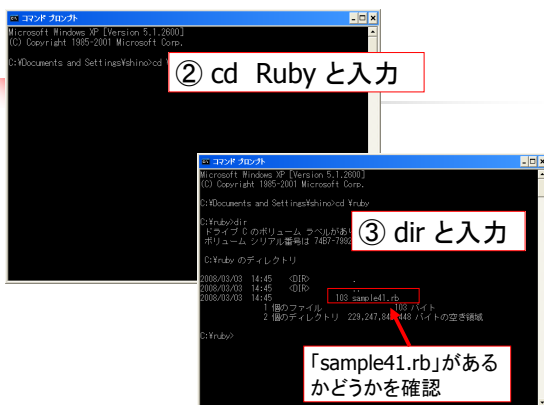 コマンド プロンプト
Microsoft Windows XP [Version 5.1.2600]
(C) Copyright 1985-2001 Microsoft Corp.
C:¥Documents and Settings¥shino>cd
② cd Ruby と入力
コマンド プロンプト
Microsoft Windows XP [Version 5.1.2600]
(C) Copyright 1985-2001 Microsoft Corp.
C:¥Documents and Settings¥shino>cd ¥ruby
C:¥ruby>dir
ドライブ C のボリューム ラベルがあ
ボリューム シリアル番号は 74B7-7992
③ dir と入力
C:¥ruby のディレクトリ
2008/03/03 14:45 <DIR> .
2008/03/03 14:45 <DIR> ..
2008/03/03 14:45 103 sample41.rb
1 個のファイル 103 バイト
2 個のディレクトリ バイトの空き領域
C:¥ruby>
「sample41.rb」がある
かどうかを確認